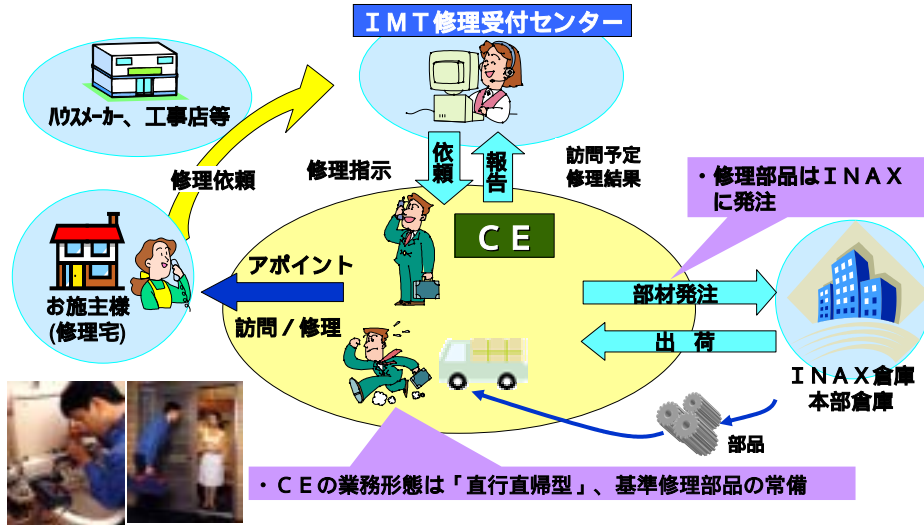 ＩＭＴ修理受付センター
ﾊｳｽﾒｰｶｰ、工事店等
修理依頼
修理指示
依頼
報告
訪問予定
修理結果
・修理部品はＩＮＡＸ
に発注
ＣＥ
アポイント
訪問／修理
お施主様
(修理宅)
部材発注
出　荷
ＩＮＡＸ倉庫
本部倉庫
部品
・ＣＥの業務形態は「直行直帰型」、基準修理部品の常備